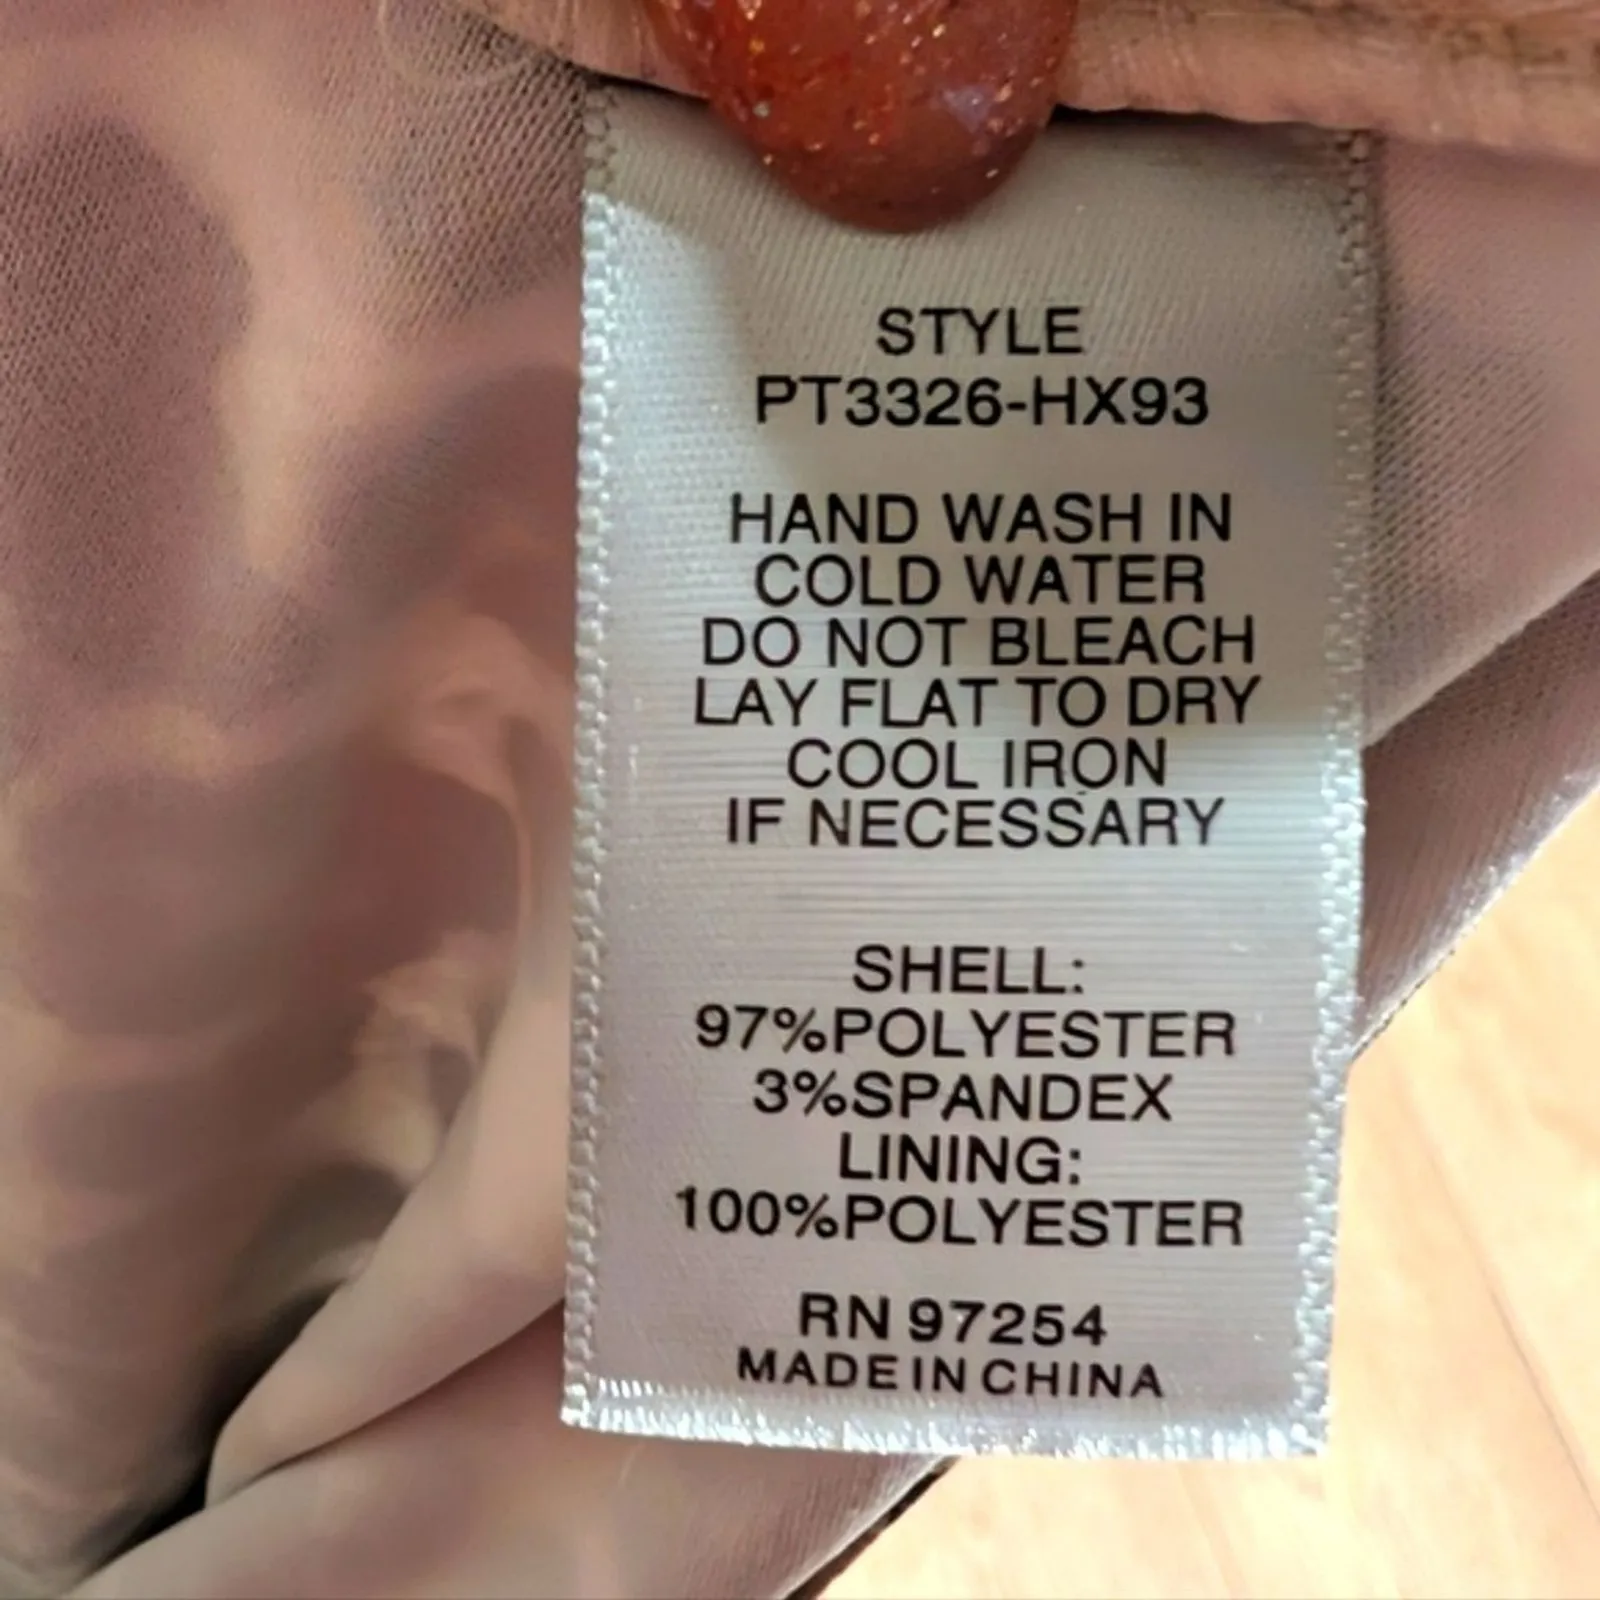 STYLE
PT3326-HX93
HAND WASH IN
COLD WATER
DO NOT BLEACH
LAY FLAT TO DRY
COOL IRON
IF NECESSARY
SHELL:
97%POLYESTER
3%SPANDEX
LINING:
100%POLYESTER
RN 97254
MADE IN CHINA